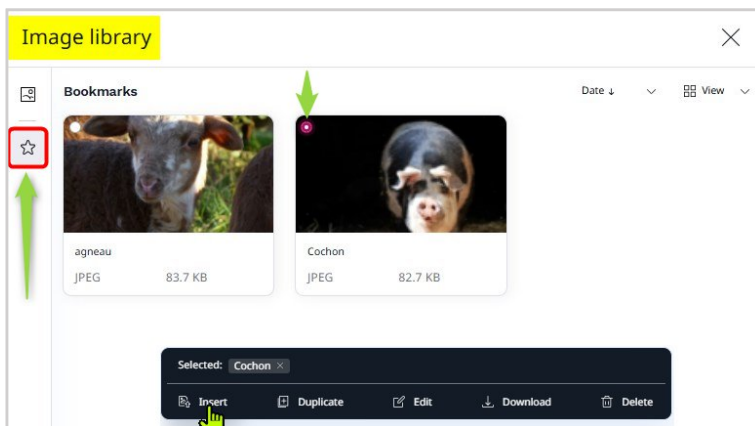 Image library
Bookmarks
Date ↓
View
agneau
JPEG 83.7 KB
Cochon
JPEG 82.7 KB
Selected: Cochon ×
Insert Duplicate Edit Download Delete